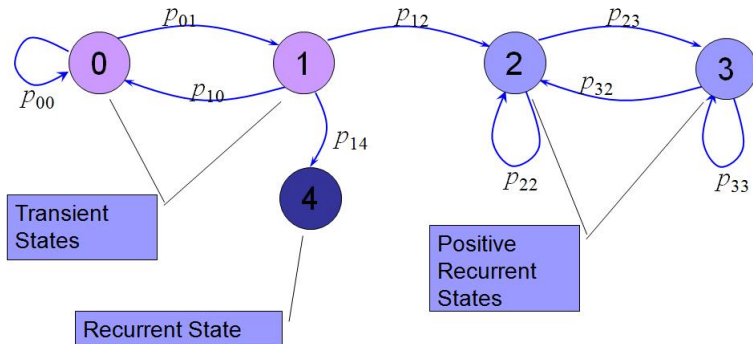 p01
p12
p23
0
1
2
3
p00
p10
p32
p14
p22
p33
4
Transient
States
Positive
Recurrent
States
Recurrent State